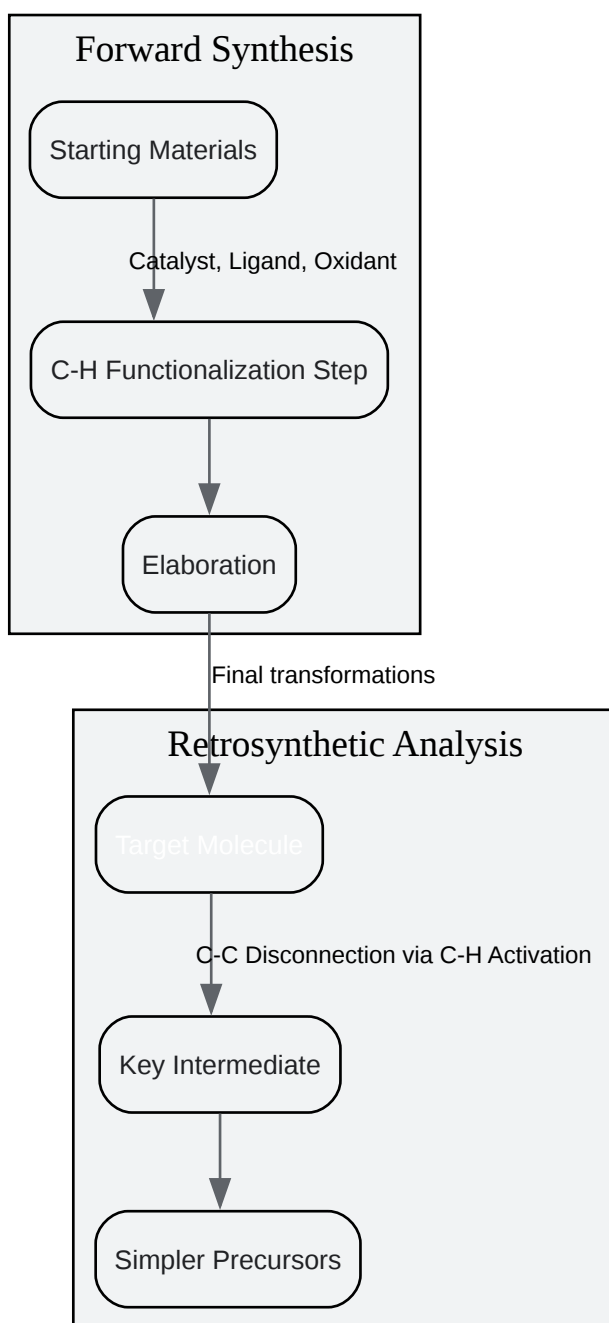 Forward Synthesis
Starting Materials
Catalyst, Ligand, Oxidant
C-H Functionalization Step
Elaboration
Final transformations
Retrosynthetic Analysis
Target Molecule
C-C Disconnection via C-H Activation
Key Intermediate
Simpler Precursors